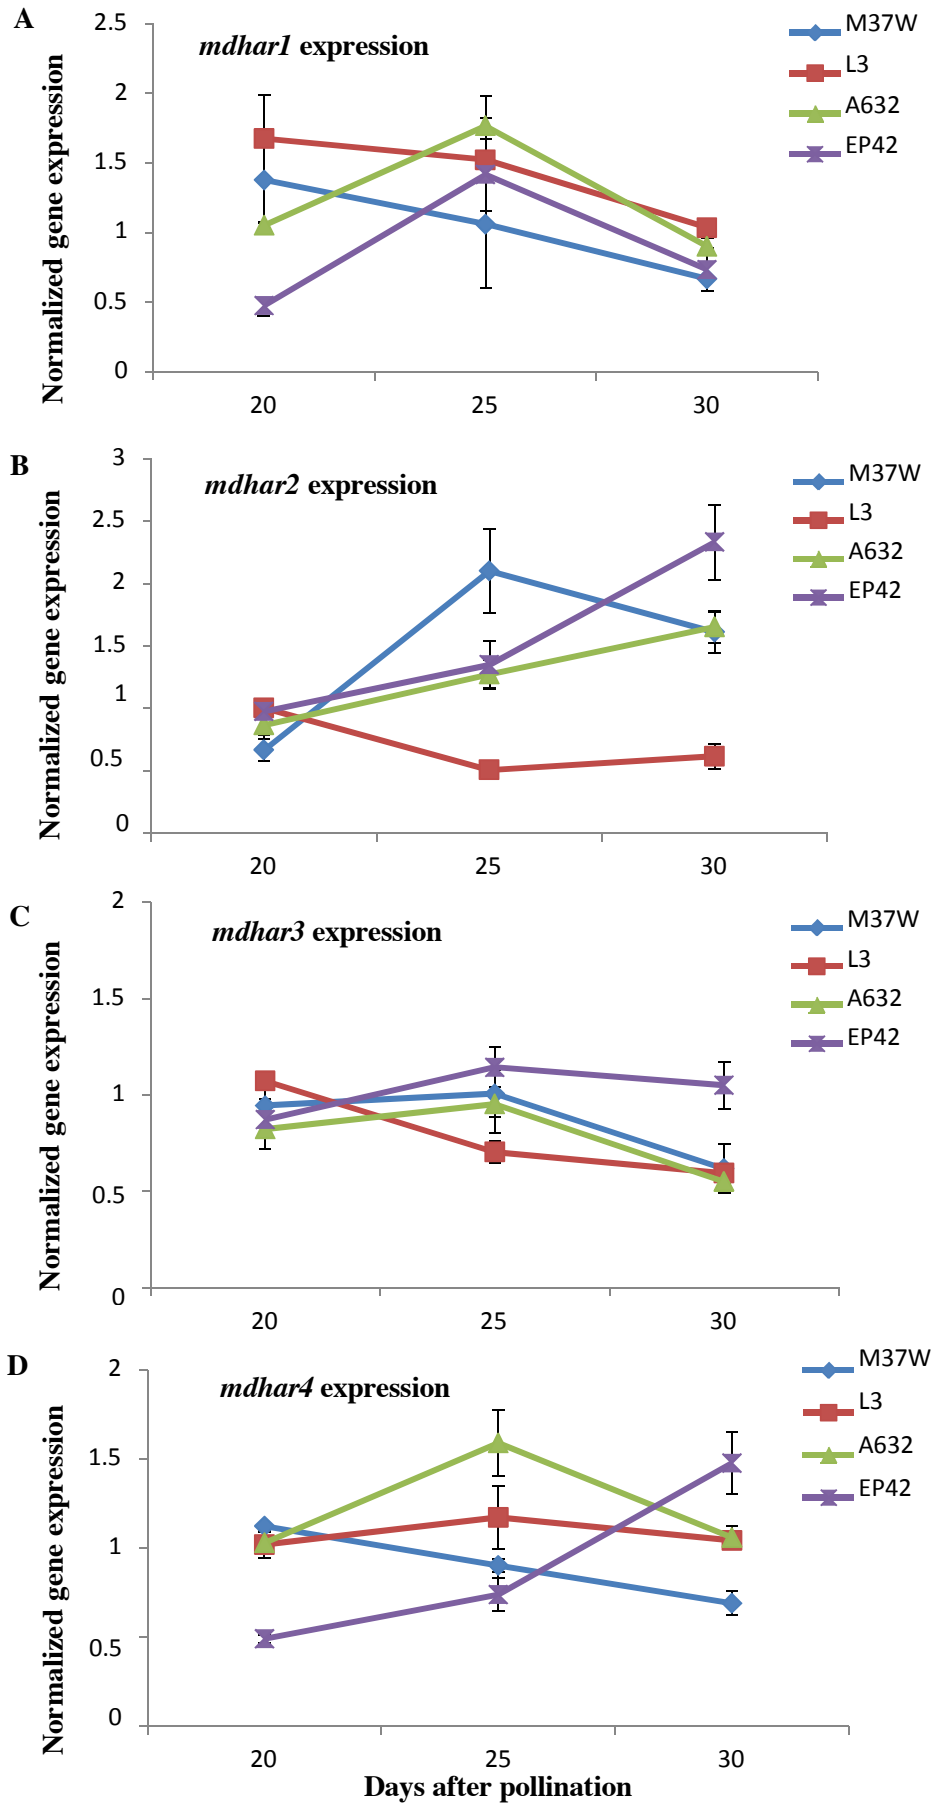 A
mdhar1 expression
Normalized gene expression
2.5
2
1.5
1
0.5
0
20 25 30
M37W
L3
A632
EP42
B
mdhar2 expression
Normalized gene expression
3
2.5
2
1.5
1
0.5
0
20 25 30
M37W
L3
A632
EP42
C
mdhar3 expression
Normalized gene expression
2
1.5
1
0.5
0
20 25 30
M37W
L3
A632
EP42
D
mdhar4 expression
Normalized gene expression
2
1.5
1
0.5
0
20 25 30
M37W
L3
A632
EP42
Days after pollination